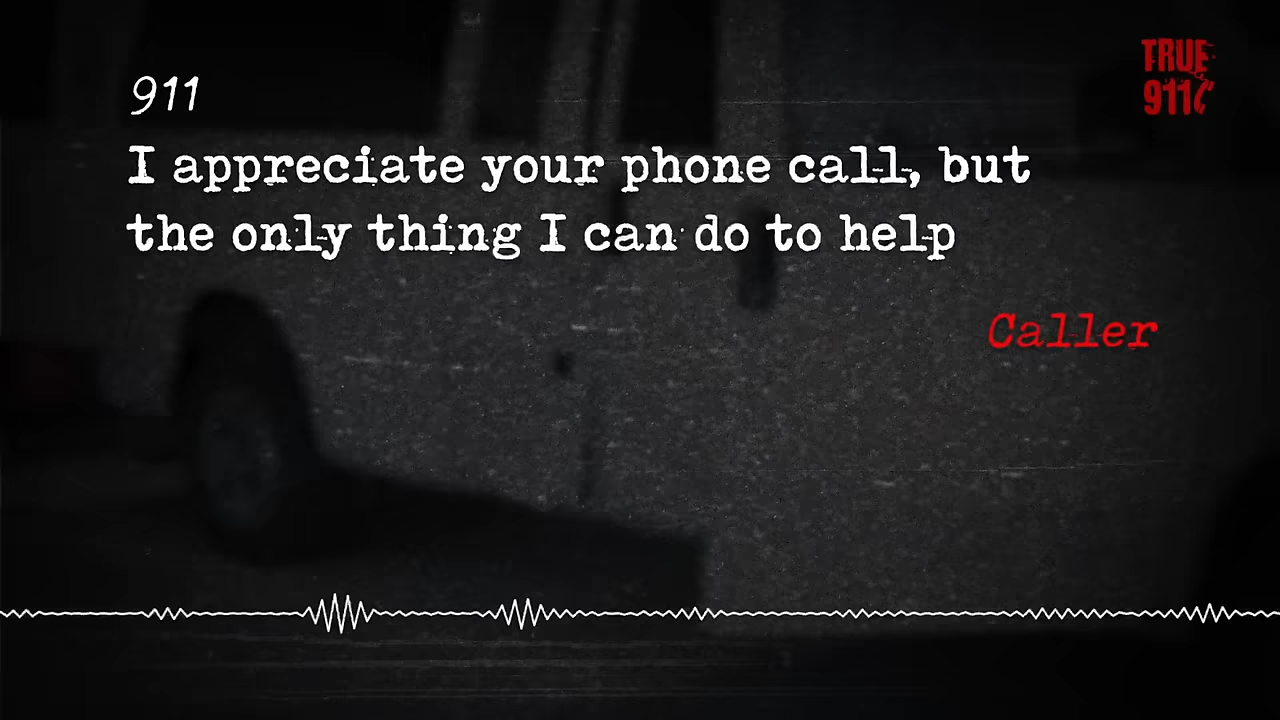 TRUE
911
911
I appreciate your phone call, but
the only thing I can do to help
Caller